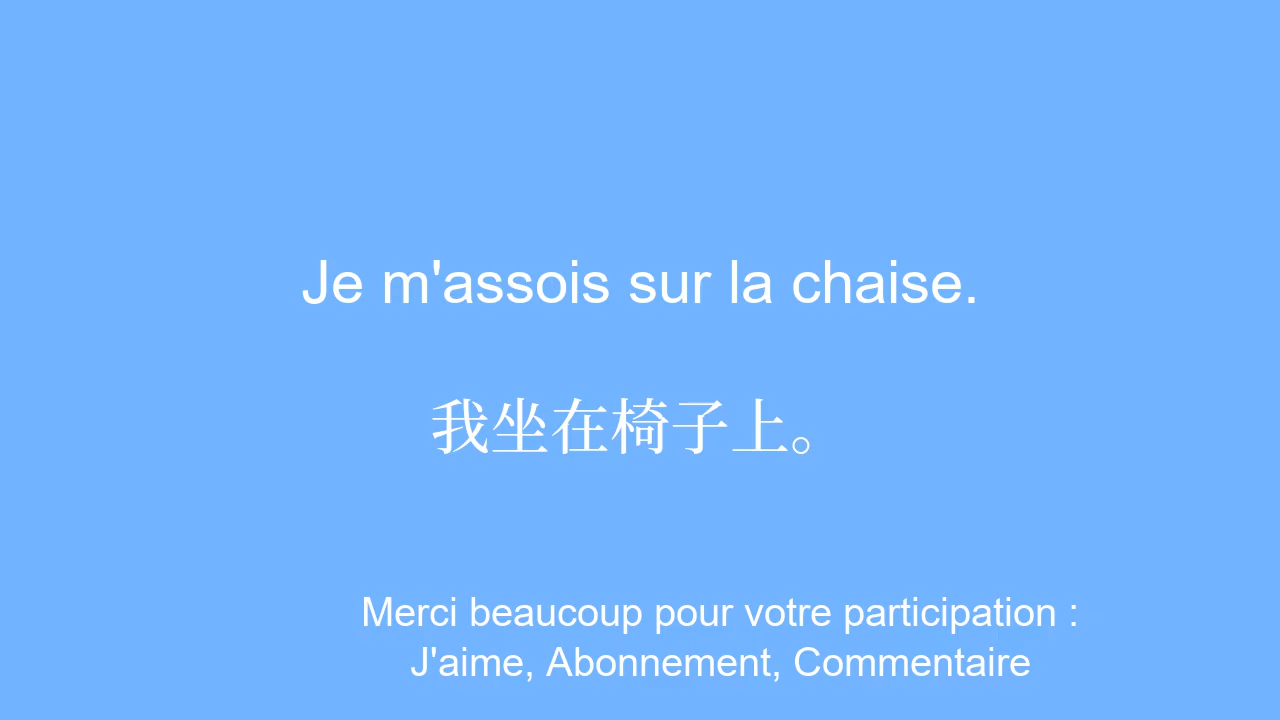 Je m'assois sur la chaise.
我坐在椅子上。
Merci beaucoup pour votre participation :
J'aime, Abonnement, Commentaire